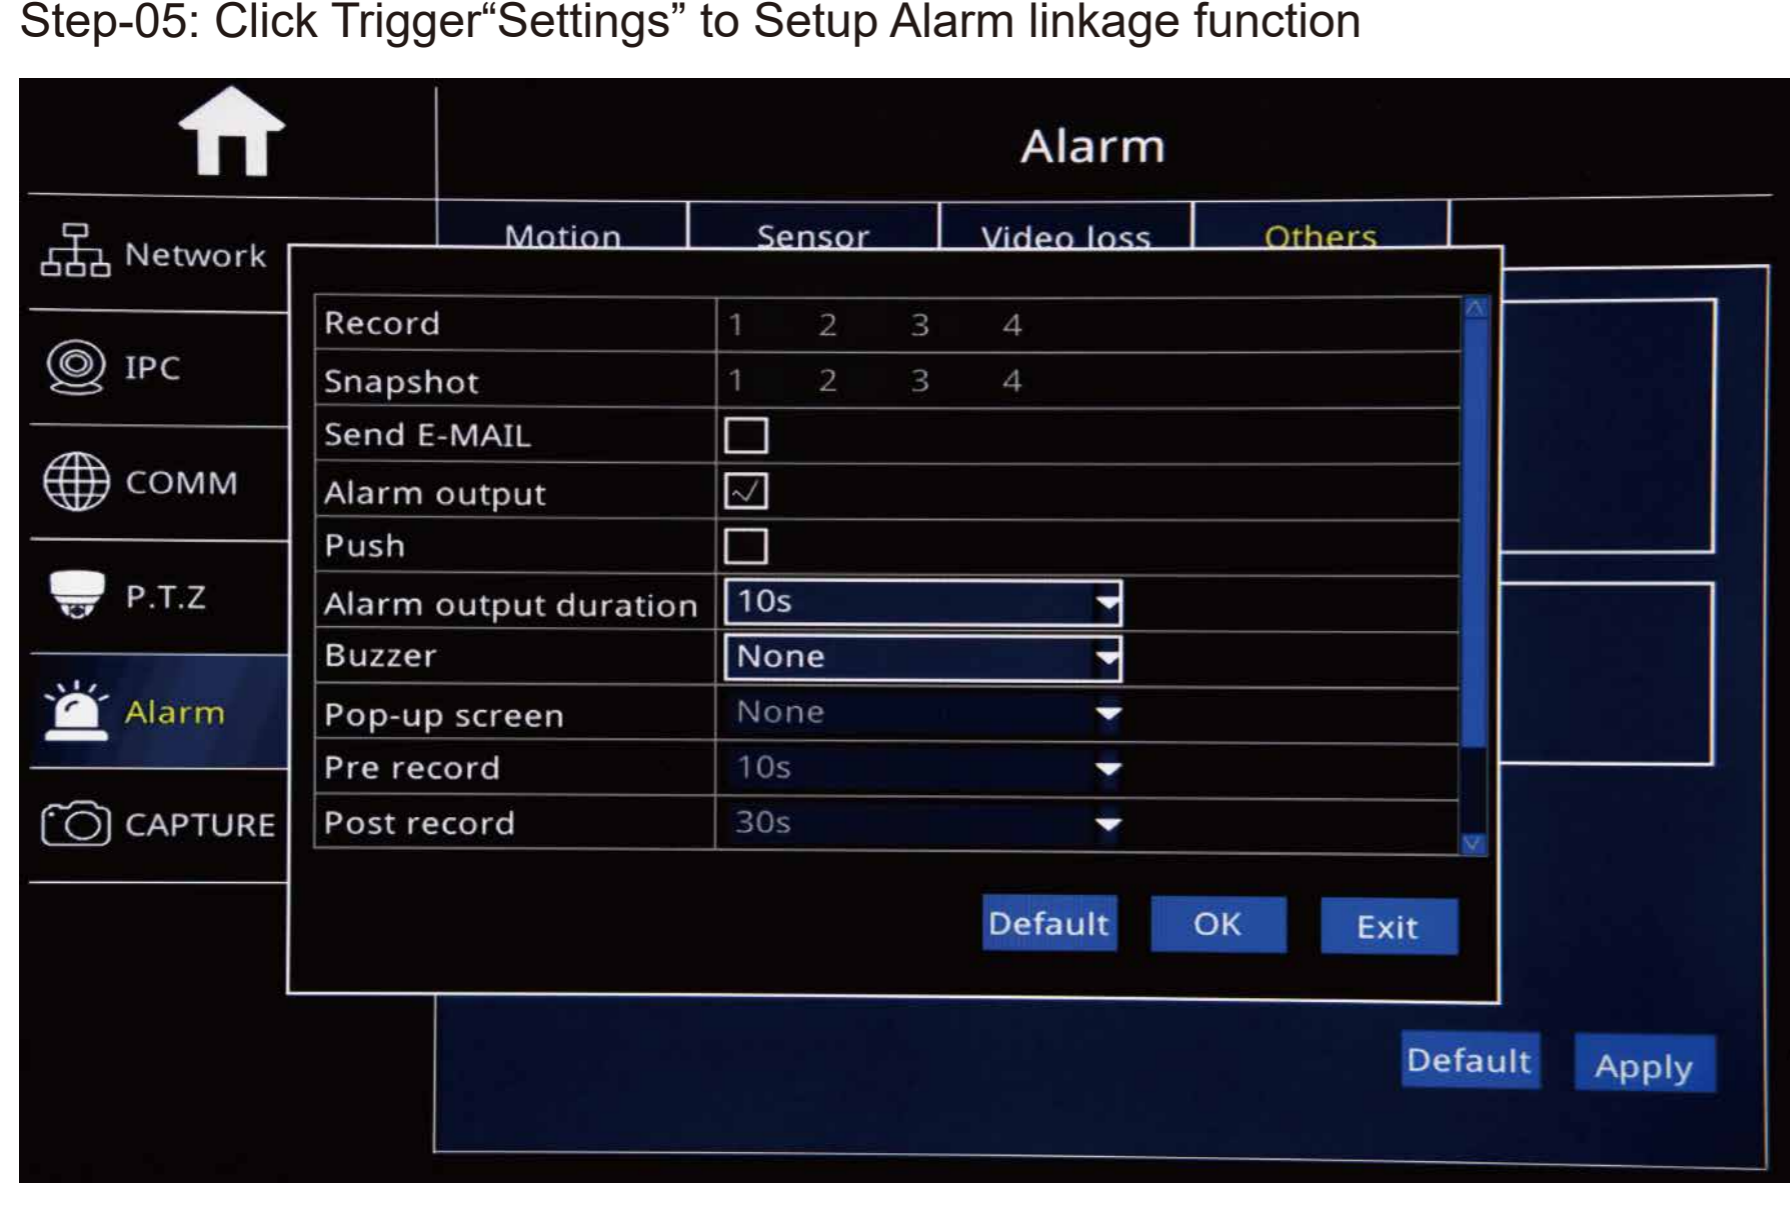 Step-05: Click Trigger“Settings” to Setup Alarm linkage function
Alarm
Motion Sensor Video loss Others
Network
IPC
COMM
P.T.Z
Alarm
CAPTURE
Record 1 2 3 4
Snapshot 1 2 3 4
Send E-MAIL
Alarm output
Push
Alarm output duration 10s
Buzzer None
Pop-up screen None
Pre record 10s
Post record 30s
Default OK Exit
Default Apply